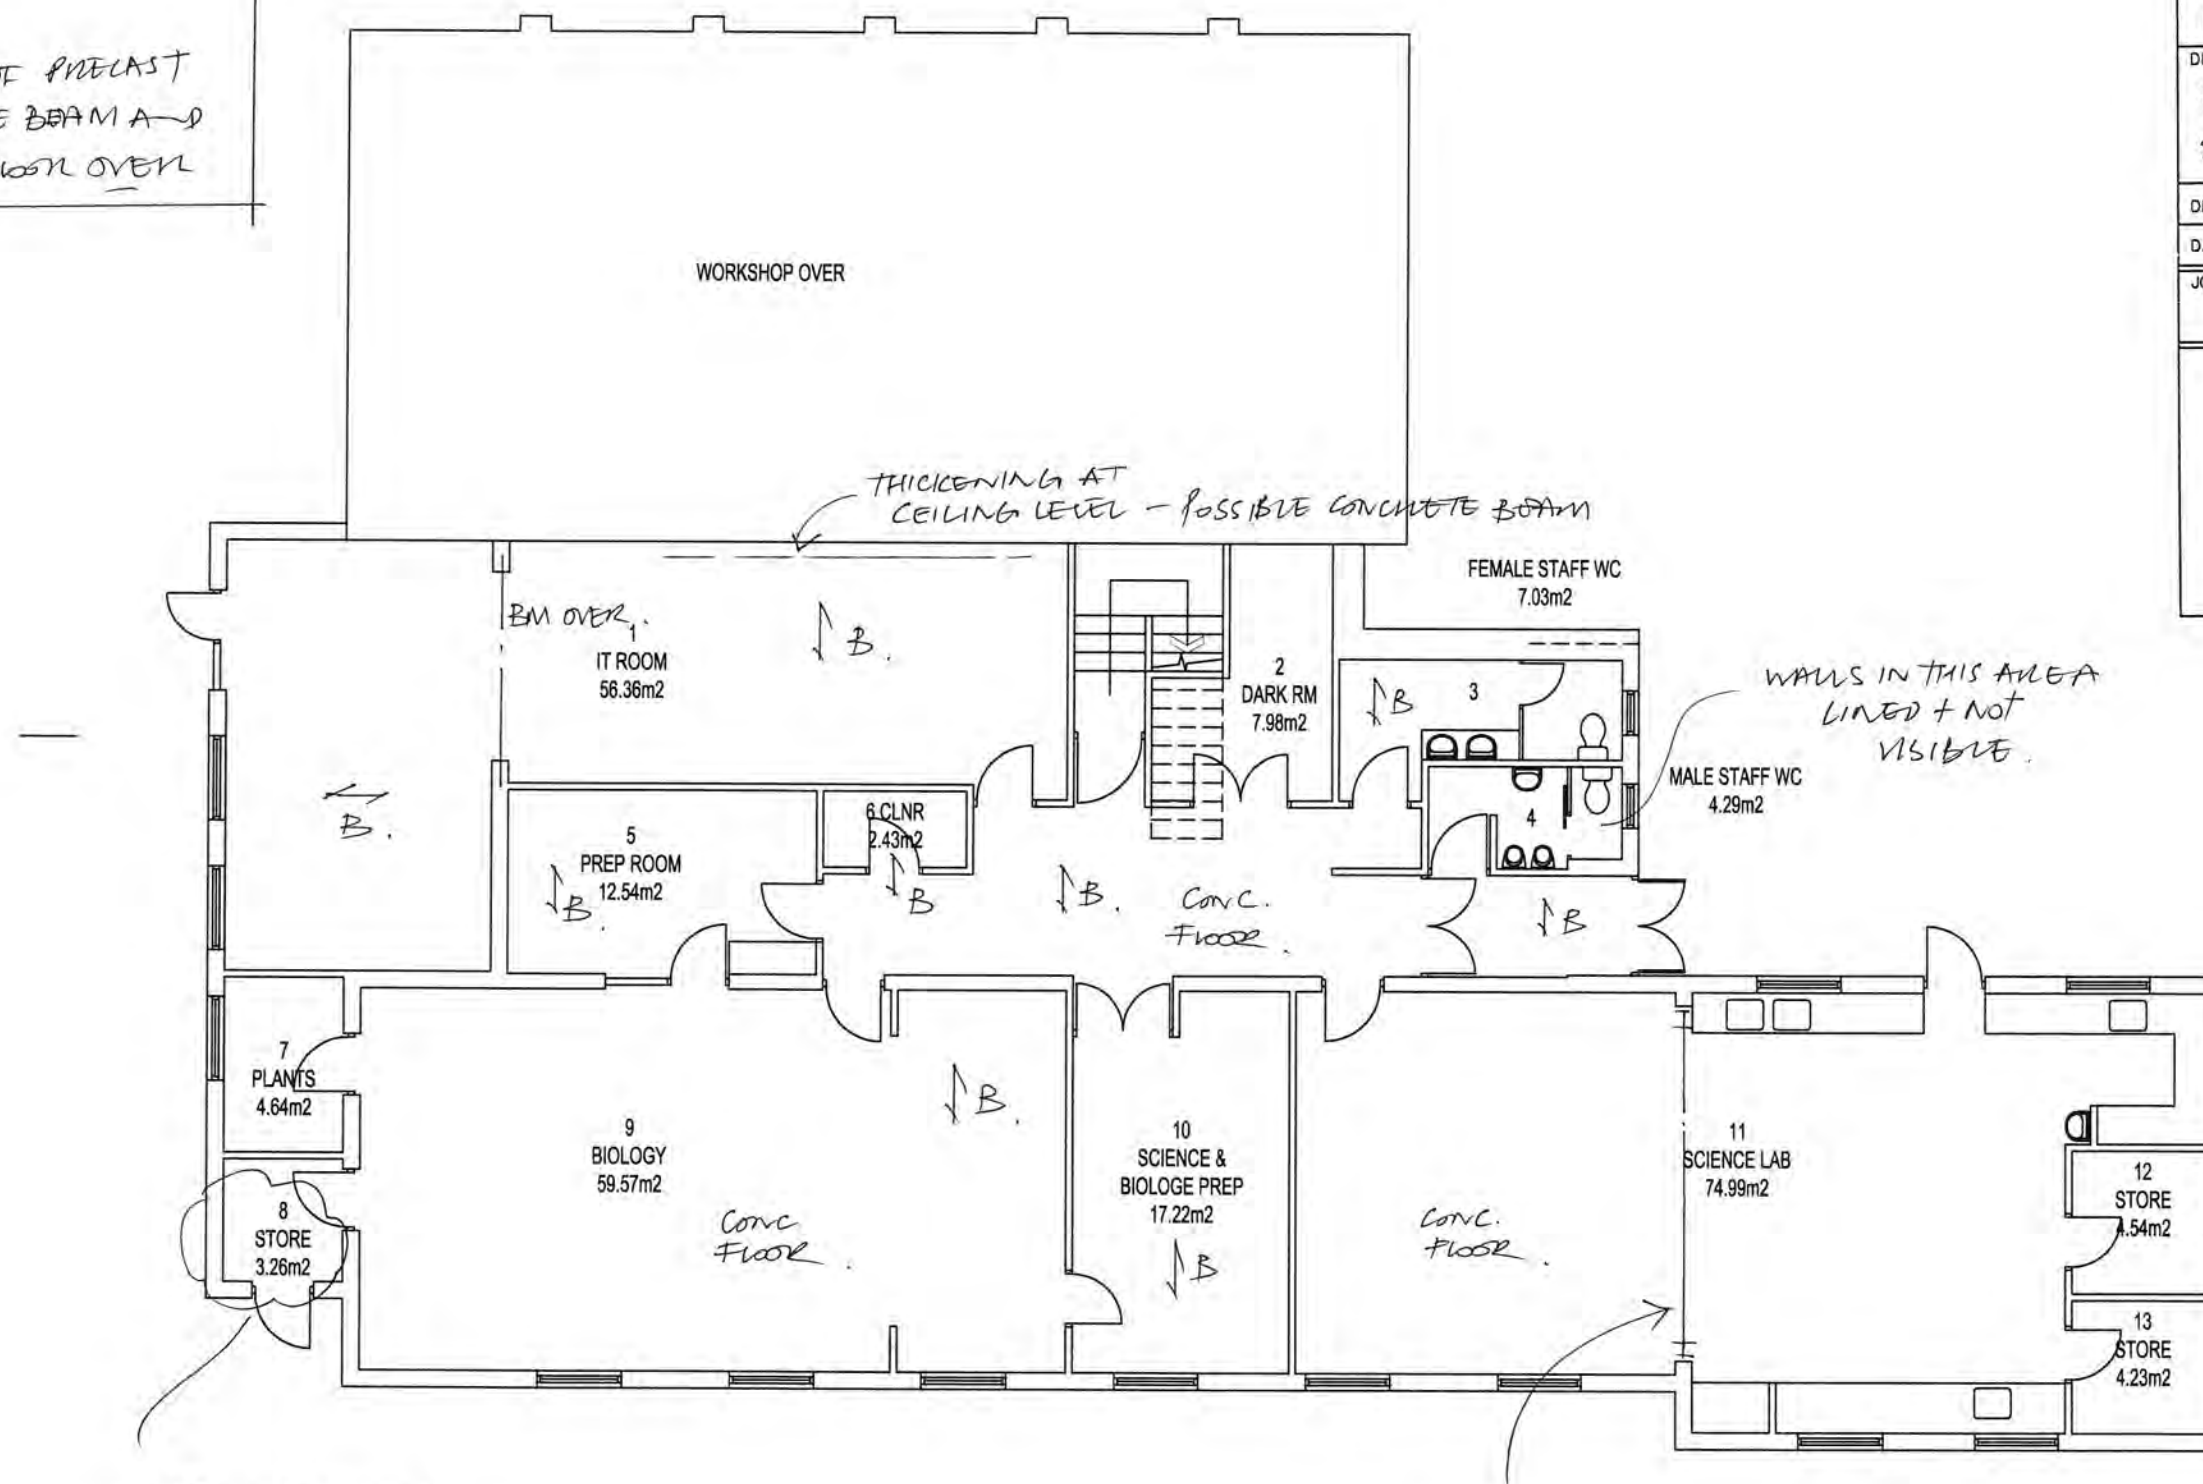 OF PRECAST
E BEAM AND
FLOOR OVER
WORKSHOP OVER
THICKENING AT
CEILING LEVEL - POSSIBLE CONCRETE BEAM
FEMALE STAFF WC
7.03m2
BM OVER.
1
IT ROOM
56.36m2
B.
2
DARK RM
7.98m2
B
3
WALLS IN THIS AREA
LINED + NOT
VISIBLE.
MALE STAFF WC
4.29m2
4
B.
5
PREP ROOM
12.54m2
B.
6 CLNR
2.43m2
B
B.
CONC.
FLOOR.
B
7
PLANTS
4.64m2
8
STORE
3.26m2
9
BIOLOGY
59.57m2
CONC
FLOOR.
B.
10
SCIENCE &
BIOLOGE PREP
17.22m2
B
CONC.
FLOOR.
11
SCIENCE LAB
74.99m2
12
STORE
4.54m2
13
STORE
4.23m2
D
D
JO